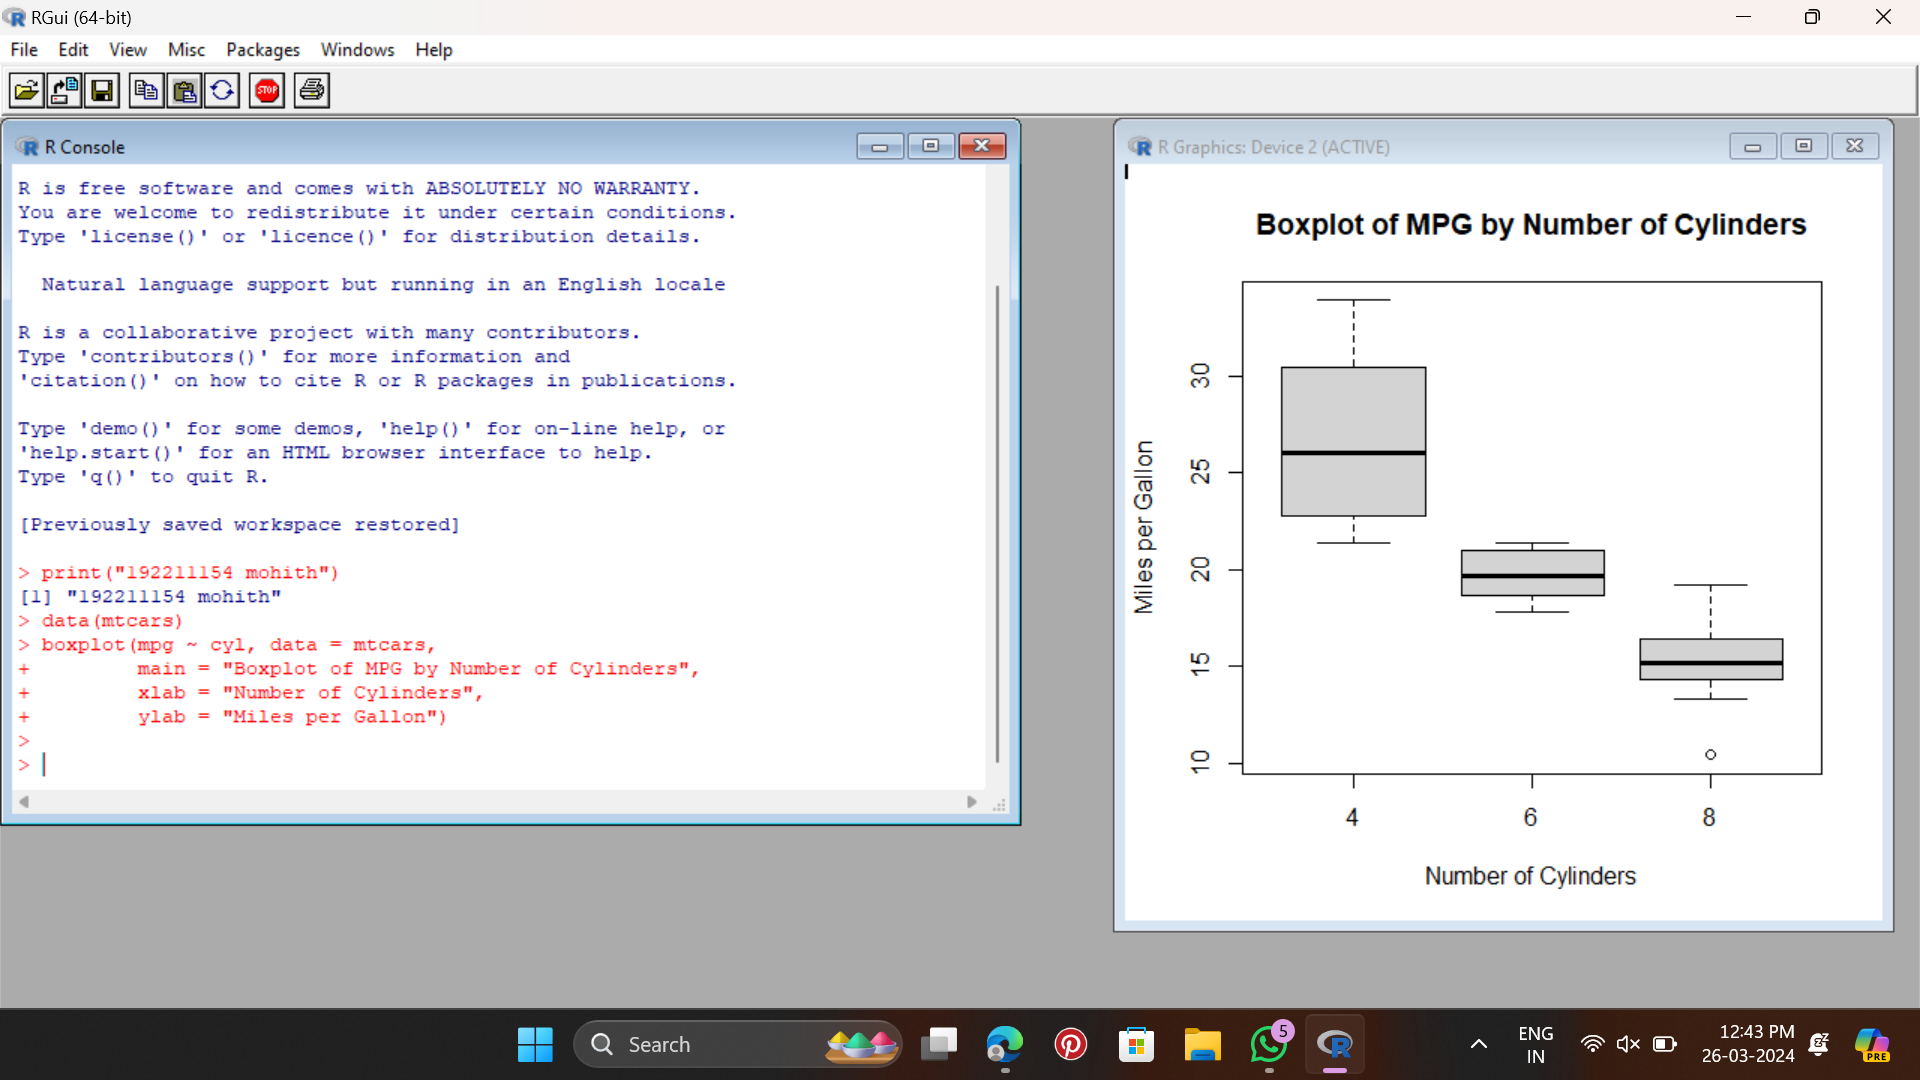 RGui (64-bit)
File Edit View Misc Packages Windows Help
STOP
R Console
R is free software and comes with ABSOLUTELY NO WARRANTY.
You are welcome to redistribute it under certain conditions.
Type 'license()' or 'licence()' for distribution details.
Natural language support but running in an English locale
R is a collaborative project with many contributors.
Type 'contributors()' for more information and
'citation()' on how to cite R or R packages in publications.
Type 'demo()' for some demos, 'help()' for on-line help, or
'help.start()' for an HTML browser interface to help.
Type 'q()' to quit R.
[Previously saved workspace restored]
> print("192211154 mohith")
[1] "192211154 mohith"
> data(mtcars)
> boxplot(mpg ~ cyl, data = mtcars,
+         main = "Boxplot of MPG by Number of Cylinders",
+         xlab = "Number of Cylinders",
+         ylab = "Miles per Gallon")
>
>
R Graphics: Device 2 (ACTIVE)
Boxplot of MPG by Number of Cylinders
Miles per Gallon
30
25
20
15
10
4 6 8
Number of Cylinders
Search
5
ENG
IN
12:43 PM
26-03-2024
PRE